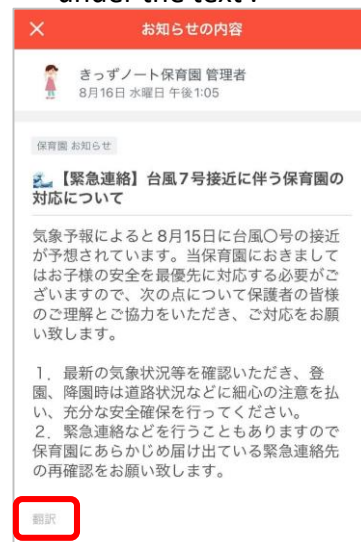 under the text .
お知らせの内容
きっずノート保育園 管理者
8月16日 水曜日 午後1:05
保育園 お知らせ
【緊急連絡】台風7号接近に伴う保育園の
対応について
気象予報によると8月15日に台風〇号の接近
が予想されています。当保育園におきまして
はお子様の安全を最優先に対応する必要がご
ざいますので、次の点について保護者の皆様
のご理解とご協力をいただき、ご対応をお願
い致します。
1．最新の気象状況等を確認いただき、登
園、降園時は道路状況などに細心の注意を払
い、充分な安全確保を行ってください。
2．緊急連絡などを行うこともありますので
保育園にあらかじめ届け出ている緊急連絡先
の再確認をお願い致します。
翻訳